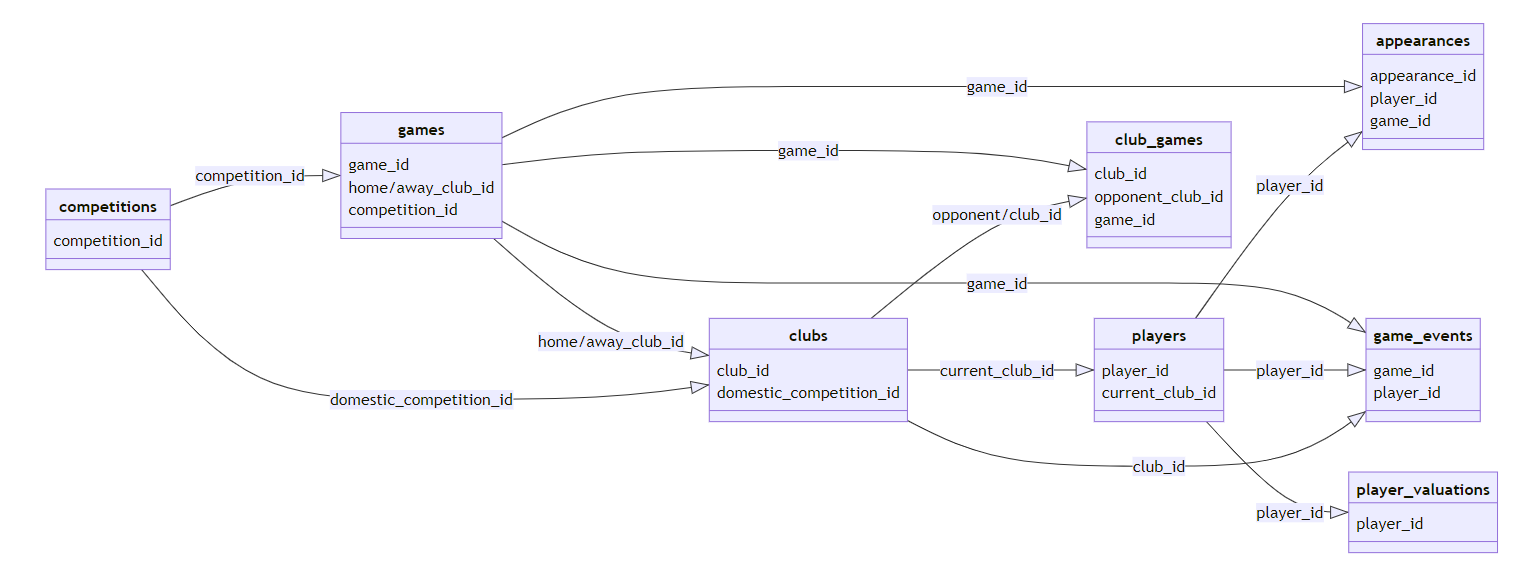 appearances
appearance_id
player_id
game_id
game_id
games
game_id
home/away_club_id
competition_id
club_games
club_id
opponent_club_id
game_id
game_id
competition_id
player_id
competitions
competition_id
opponent/club_id
game_id
home/away_club_id
clubs
club_id
domestic_competition_id
players
player_id
current_club_id
game_events
game_id
player_id
current_club_id
player_id
domestic_competition_id
club_id
player_valuations
player_id
player_id